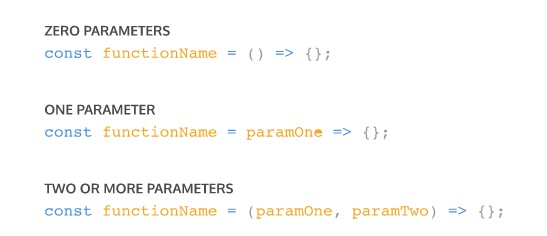 ZERO PARAMETERS
const functionName = () => {};
ONE PARAMETER
const functionName = paramOne => {};
TWO OR MORE PARAMETERS
const functionName = (paramOne, paramTwo) => {};